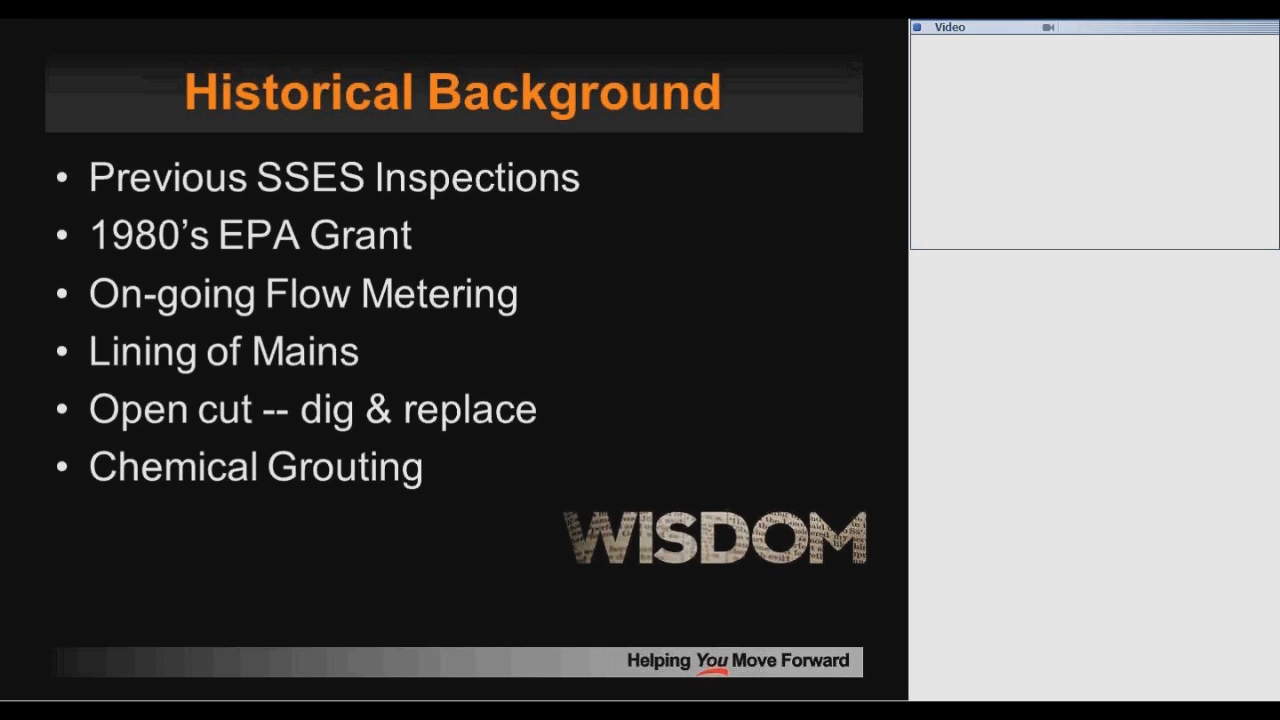 Video
Historical Background
• Previous SSES Inspections
• 1980’s EPA Grant
• On-going Flow Metering
• Lining of Mains
• Open cut -- dig & replace
• Chemical Grouting
WISDOM
Helping You Move Forward